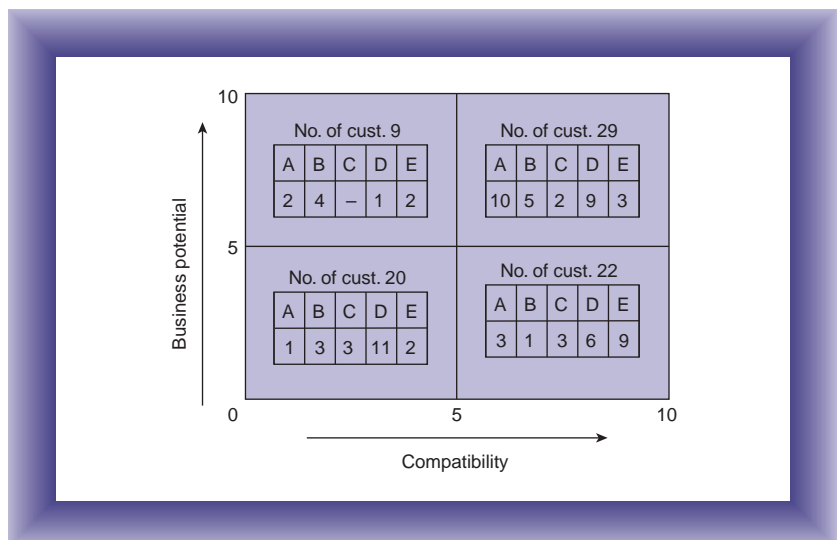 10
No. of cust. 9
A B C D E
2 4 – 1 2
No. of cust. 29
A B C D E
10 5 2 9 3
Business potential
5
No. of cust. 20
A B C D E
1 3 3 11 2
No. of cust. 22
A B C D E
3 1 3 6 9
0 5 10
Compatibility